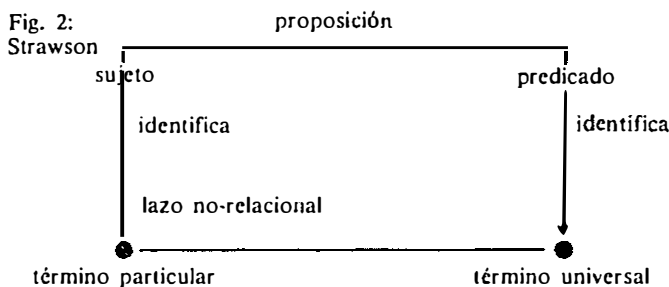 Fig. 2:
Strawson
proposición
sujeto
predicado
identifica
identifica
lazo no-relacional
término particular
término universal